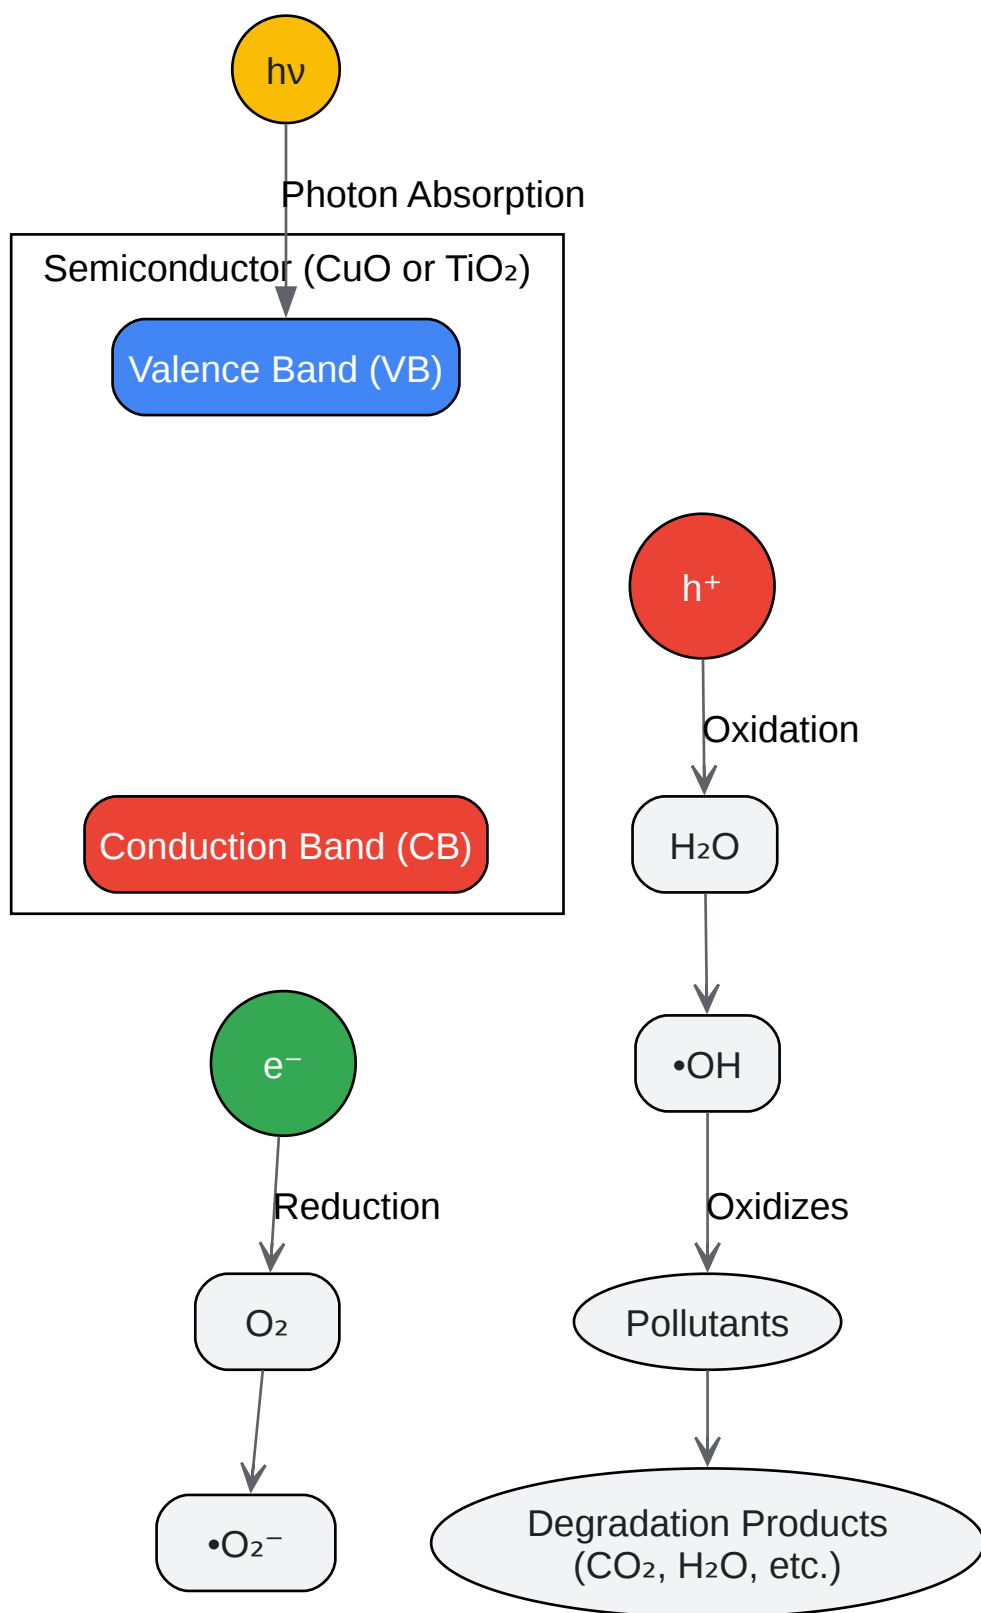 hν
Photon Absorption
Semiconductor (CuO or TiO₂)
Valence Band (VB)
h⁺
Oxidation
Conduction Band (CB)
H₂O
e⁻
•OH
Reduction
Oxidizes
O₂
Pollutants
•O₂⁻
Degradation Products
(CO₂, H₂O, etc.)